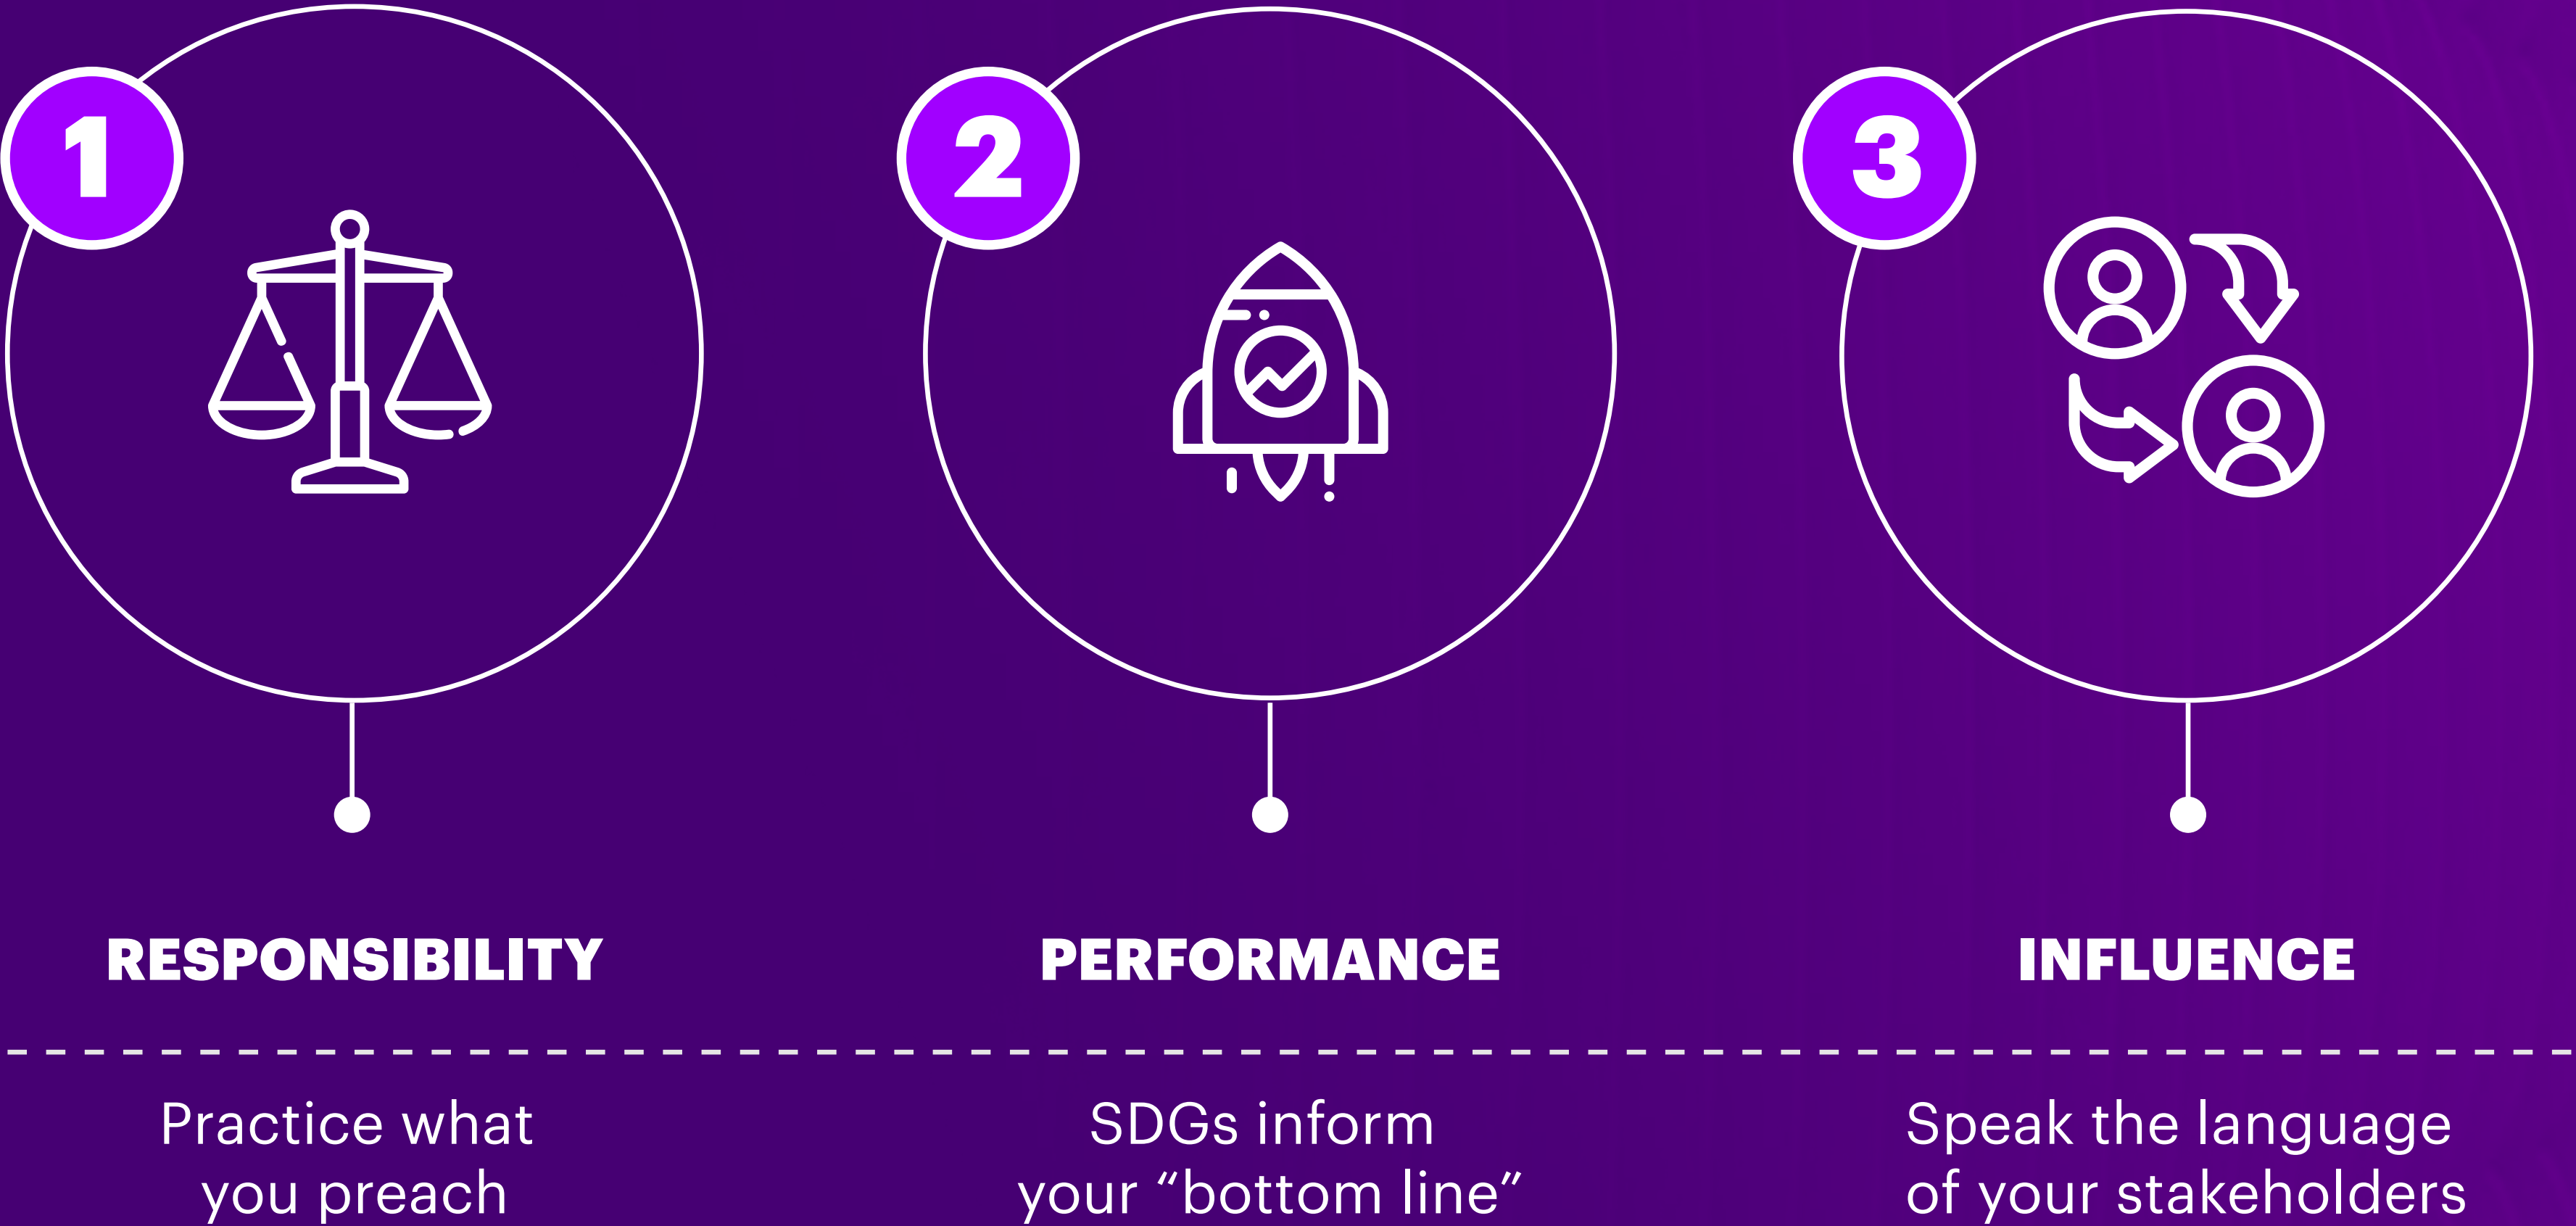 1
2
3
RESPONSIBILITY
PERFORMANCE
INFLUENCE
Practice what
you preach
SDGs inform
your “bottom line”
Speak the language
of your stakeholders